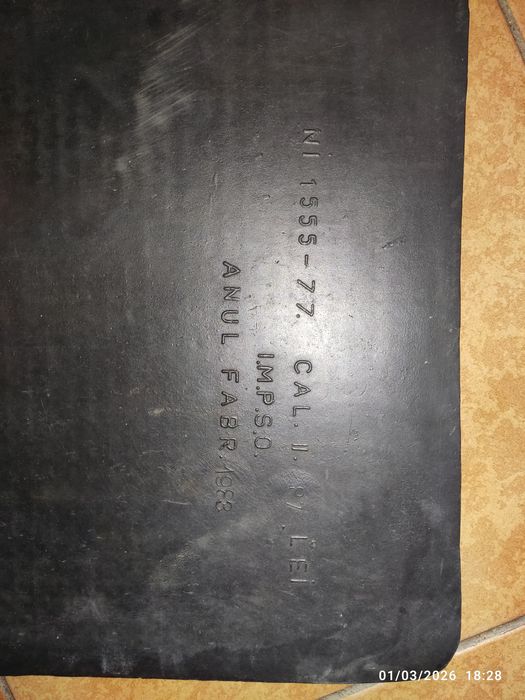 NI 1555-77. CAL. II. LEI
I.M.P.S.O.
ANUL FABR. 1988
01/03/2026 18:28